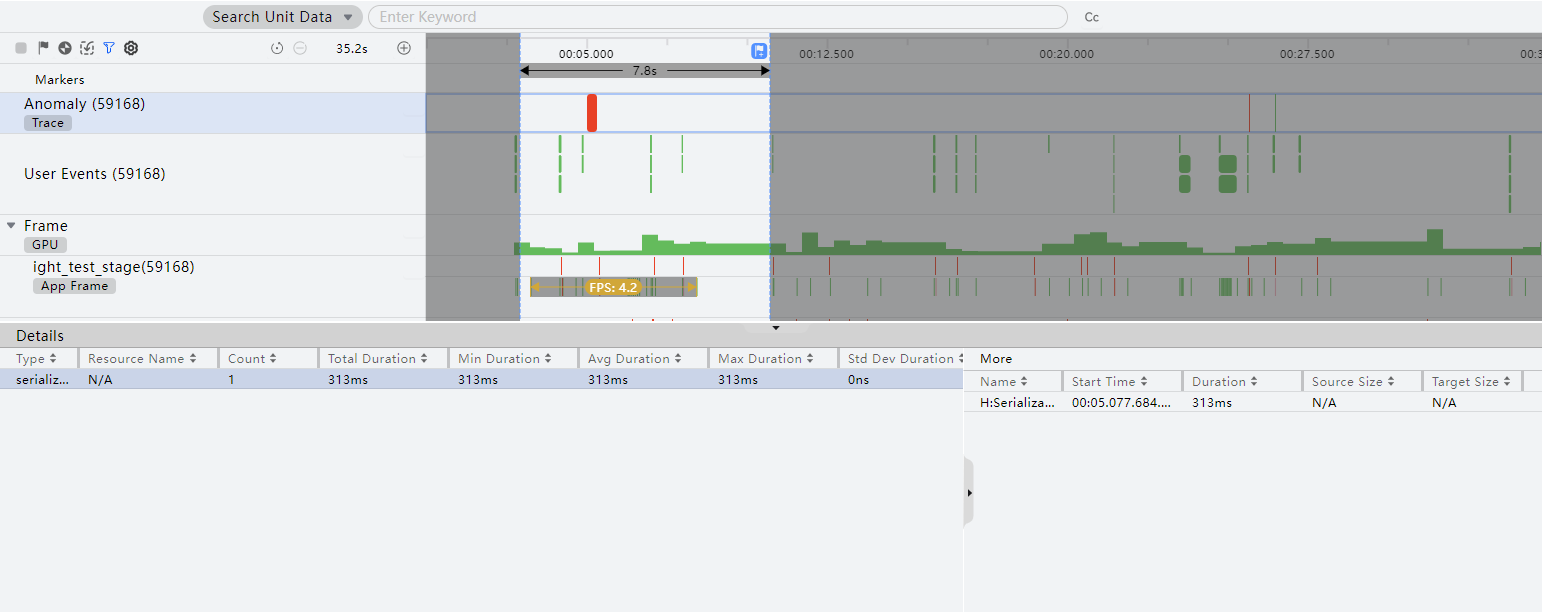 Search Unit Data Enter Keyword Cc
35.2s 00:05.000 00:12.500 00:20.000 00:27.500 00:3
Markers 7.8s
Anomaly (59168)
Trace
User Events (59168)
Frame
GPU
ight_test_stage(59168)
App Frame FPS: 4.2
Details
Type Resource Name Count Total Duration Min Duration Avg Duration Max Duration Std Dev Duration
serializ... N/A 1 313ms 313ms 313ms 313ms 0ns
More
Name Start Time Duration Source Size Target Size
H:Serializa... 00:05.077.684.... 313ms N/A N/A